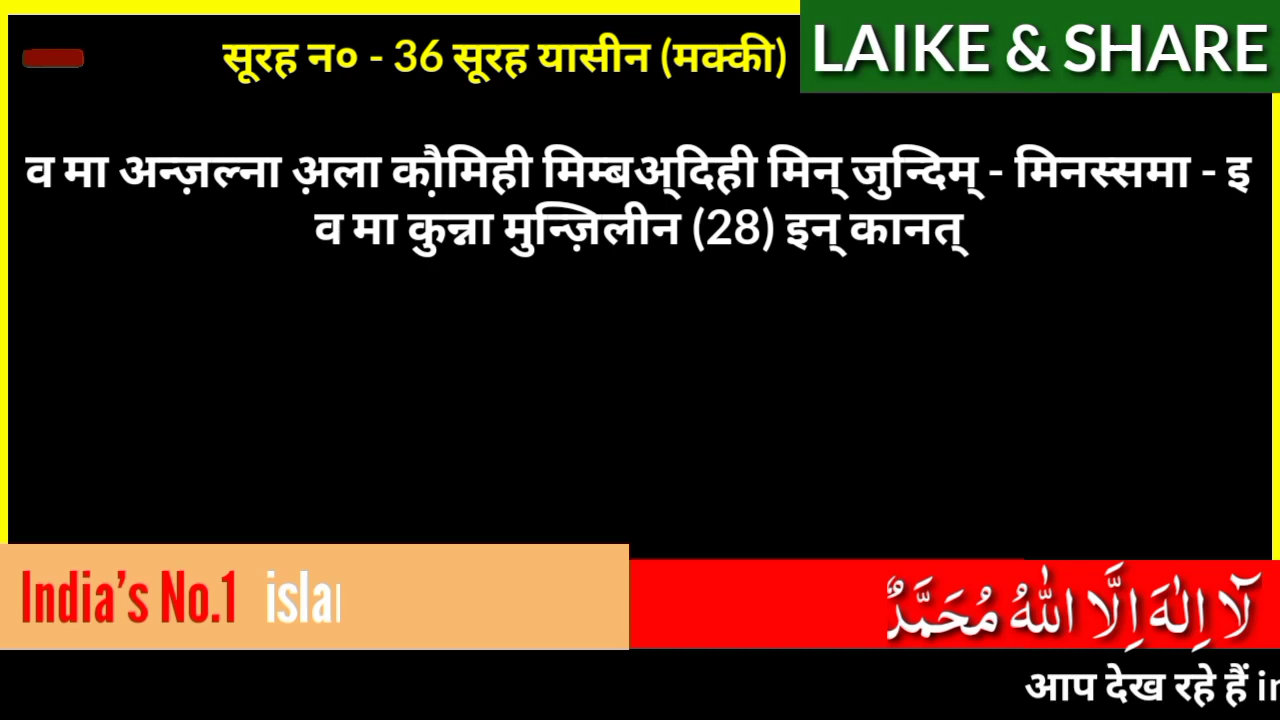 सूरह न० - 36 सूरह यासीन (मक्की)
LAIKE & SHARE
व मा अन्ज़ल्ना अ़ला क़ौमिही मिम्बअ्दिही मिन् जुन्दिम् - मिनस्समा - इ
व मा कुन्ना मुन्ज़िलीन (28) इन् कानत्
India's No.1
لَآ اِلٰهَ اِلَّا اللّٰهُ مُحَمَّدٌ
आप देख रहे हैं